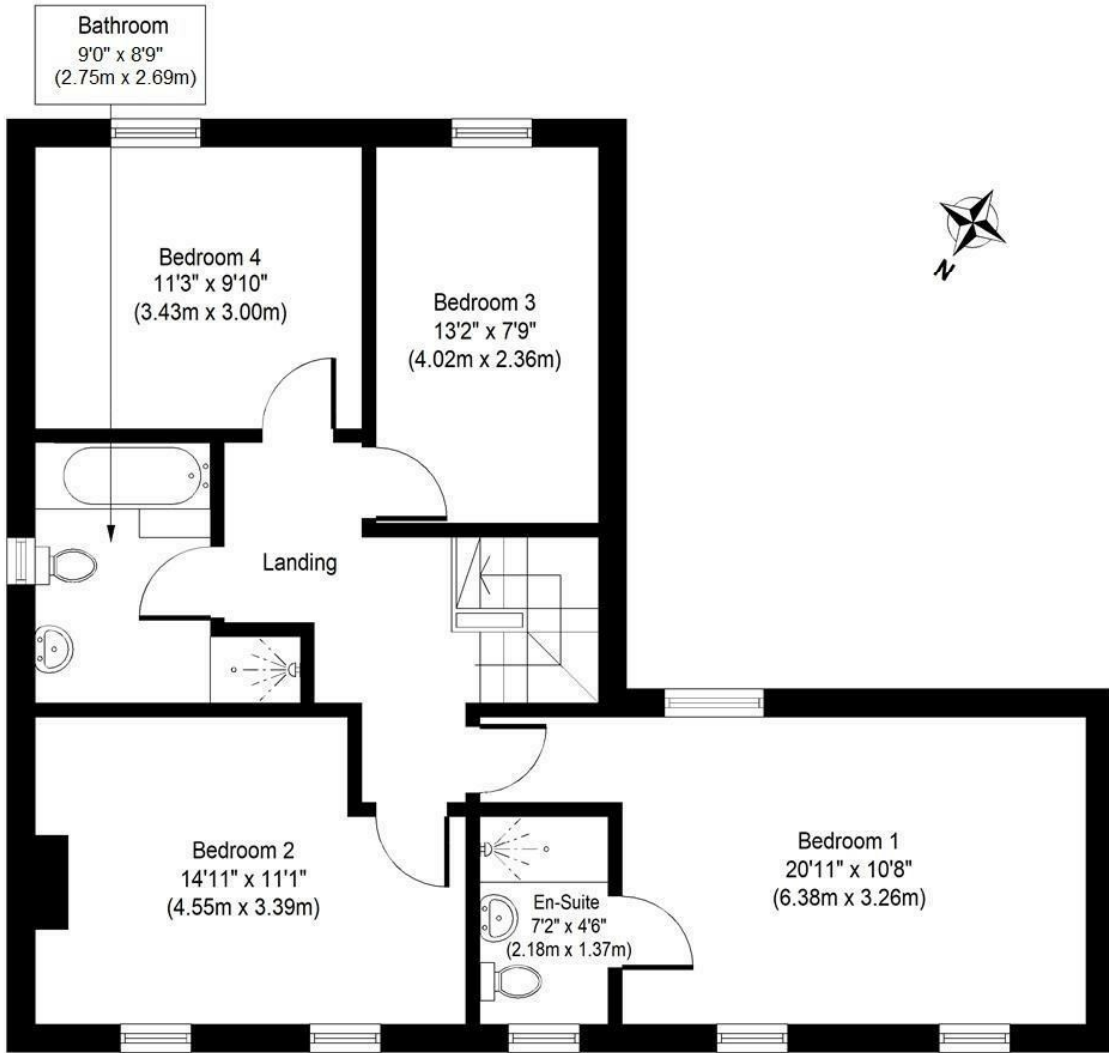 Bathroom
9'0" x 8'9"
(2.75m x 2.69m)
Bedroom 4
11'3" x 9'10"
(3.43m x 3.00m)
Bedroom 3
13'2" x 7'9"
(4.02m x 2.36m)
N
Landing
Bedroom 2
14'11" x 11'1"
(4.55m x 3.39m)
En-Suite
7'2" x 4'6"
(2.18m x 1.37m)
Bedroom 1
20'11" x 10'8"
(6.38m x 3.26m)